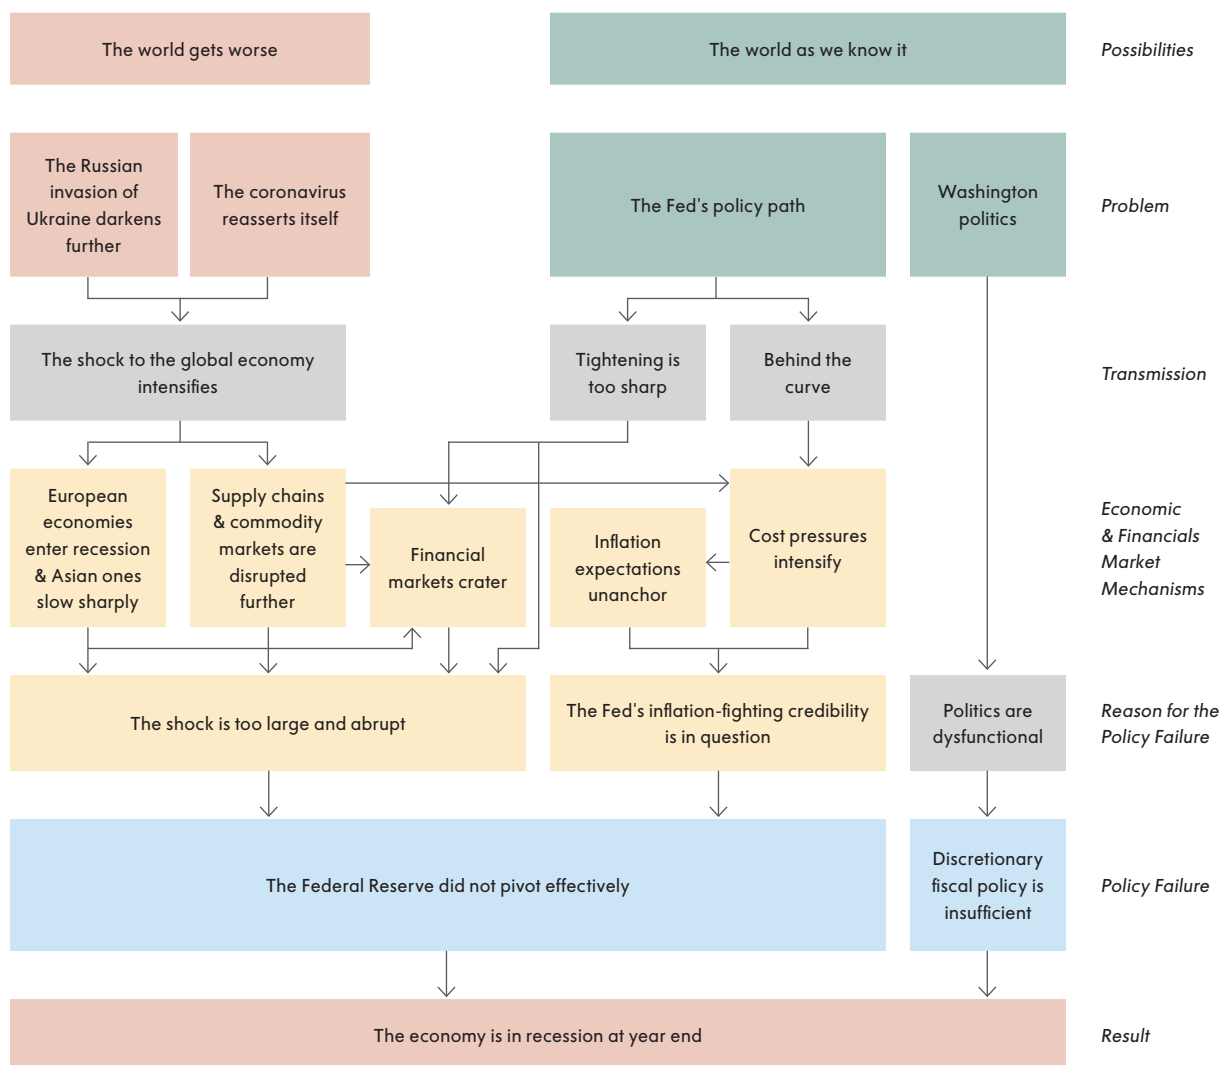 The world gets worse
The world as we know it
Possibilities
The Russian
invasion of
Ukraine darkens
further
The coronavirus
reasserts itself
The Fed's policy path
Washington
politics
Problem
The shock to the global economy
intensifies
Tightening is
too sharp
Behind the
curve
Transmission
European
economies
enter recession
& Asian ones
slow sharply
Supply chains
& commodity
markets are
disrupted
further
Financial
markets crater
Inflation
expectations
unanchor
Cost pressures
intensify
Economic
& Financials
Market
Mechanisms
The shock is too large and abrupt
The Fed's inflation-fighting credibility
is in question
Politics are
dysfunctional
Reason for the
Policy Failure
The Federal Reserve did not pivot effectively
Discretionary
fiscal policy is
insufficient
Policy Failure
The economy is in recession at year end
Result